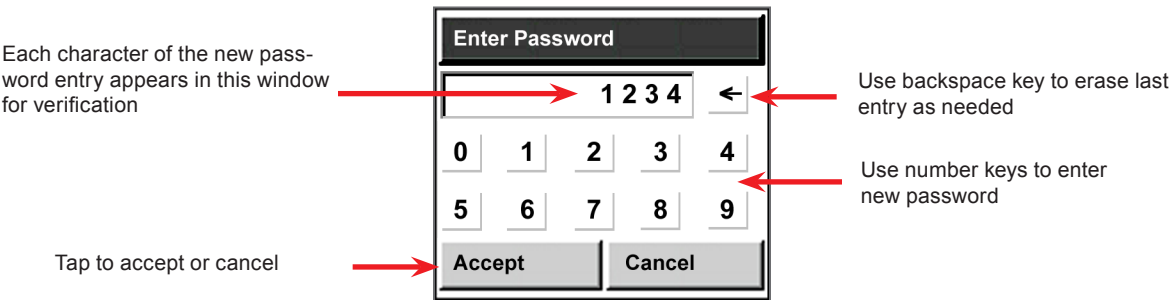 Enter Password
Each character of the new pass-
word entry appears in this window
for verification
1 2 3 4
←
Use backspace key to erase last
entry as needed
0 1 2 3 4
Use number keys to enter
new password
5 6 7 8 9
Tap to accept or cancel
Accept Cancel